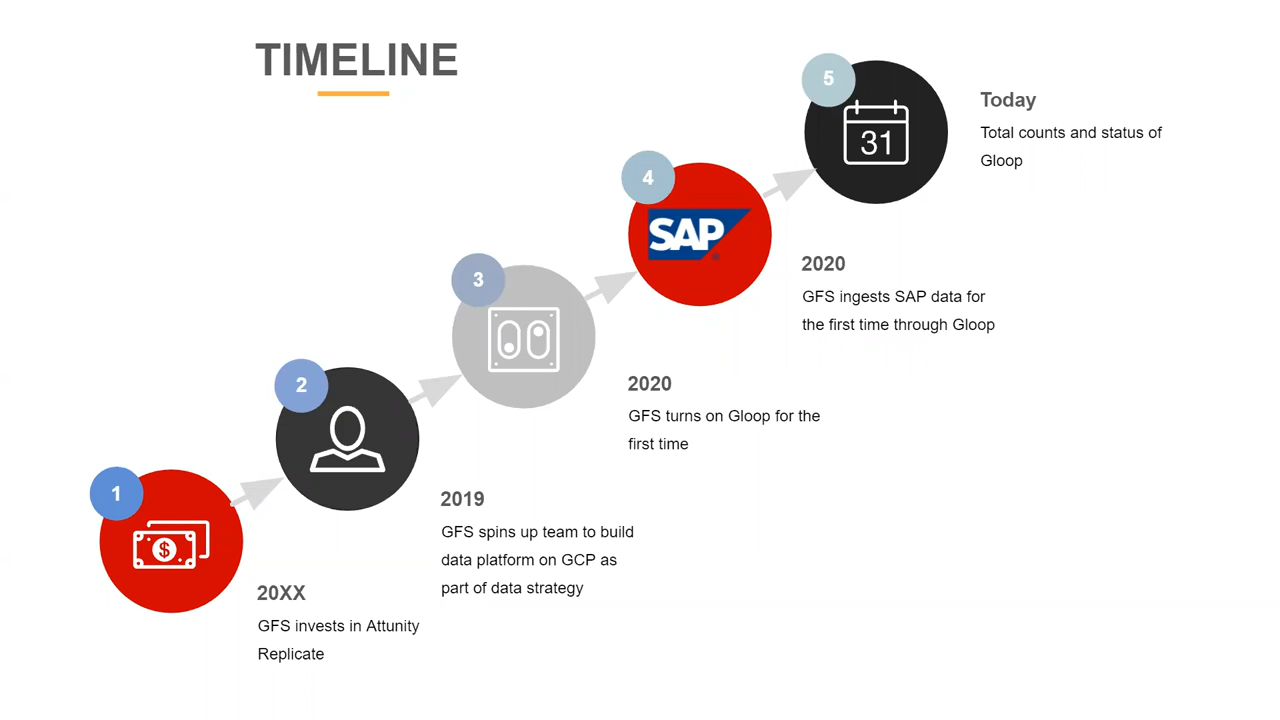 TIMELINE
1
$
20XX
GFS invests in Attunity
Replicate
2
2019
GFS spins up team to build
data platform on GCP as
part of data strategy
3
2020
GFS turns on Gloop for the
first time
4
SAP
2020
GFS ingests SAP data for
the first time through Gloop
5
31
Today
Total counts and status of
Gloop